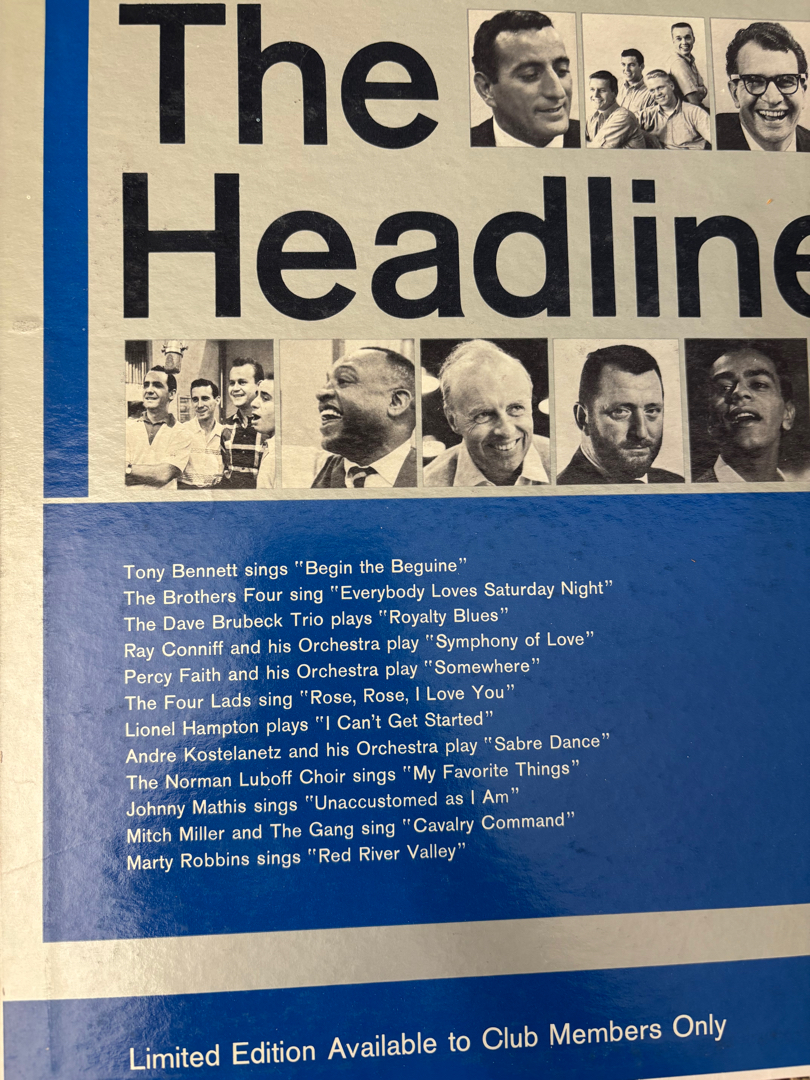 The
Headline
Tony Bennett sings "Begin the Beguine"
The Brothers Four sing "Everybody Loves Saturday Night"
The Dave Brubeck Trio plays "Royalty Blues"
Ray Conniff and his Orchestra play "Symphony of Love"
Percy Faith and his Orchestra play "Somewhere"
The Four Lads sing "Rose, Rose, I Love You"
Lionel Hampton plays "I Can't Get Started"
Andre Kostelanetz and his Orchestra play "Sabre Dance"
The Norman Luboff Choir sings "My Favorite Things"
Johnny Mathis sings "Unaccustomed as I Am"
Mitch Miller and The Gang sing "Cavalry Command"
Marty Robbins sings "Red River Valley"
Limited Edition Available to Club Members Only